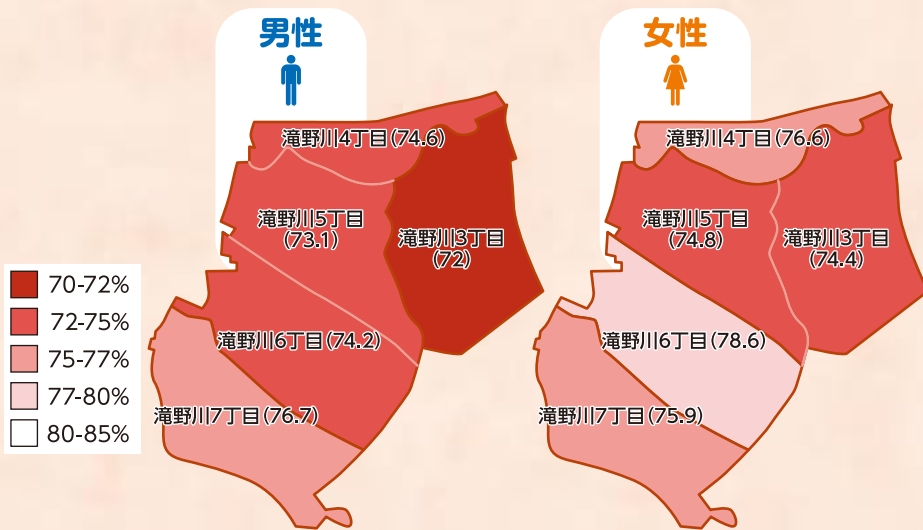 男性
女性
滝野川4丁目(74.6)
滝野川5丁目
(73.1)
滝野川3丁目
(72)
滝野川6丁目(74.2)
滝野川7丁目(76.7)
滝野川4丁目(76.6)
滝野川5丁目
(74.8)
滝野川3丁目
(74.4)
滝野川6丁目(78.6)
滝野川7丁目(75.9)
70-72%
72-75%
75-77%
77-80%
80-85%